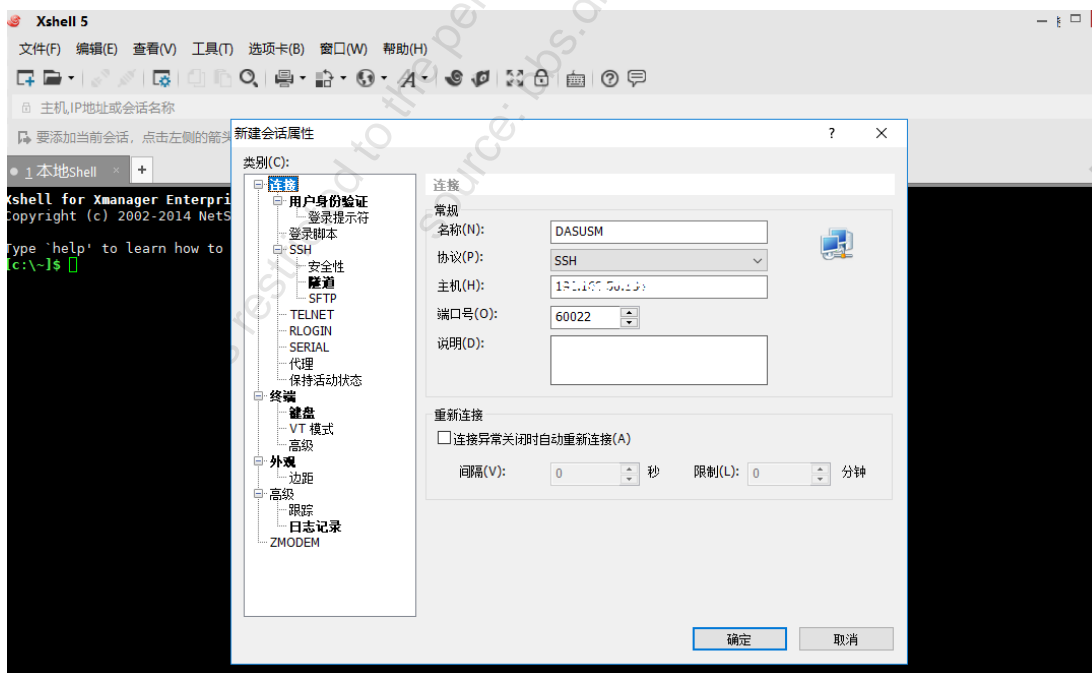 Xshell 5
文件(F) 编辑(E) 查看(V) 工具(T) 选项卡(B) 窗口(W) 帮助(H)
主机,IP地址或会话名称
要添加当前会话，点击左侧的箭头
1 本地Shell × +
Xshell for Xmanager Enterpri
Copyright (c) 2002-2014 NetS
Type `help' to learn how to
[c:\~]$
新建会话属性 ? ×
类别(C):
连接
用户身份验证
登录提示符
登录脚本
SSH
安全性
隧道
SFTP
TELNET
RLOGIN
SERIAL
代理
保持活动状态
终端
键盘
VT 模式
高级
外观
边距
高级
跟踪
日志记录
ZMODEM
连接
常规
名称(N): DASUSM
协议(P): SSH
主机(H):
端口号(O): 60022
说明(D):
重新连接
连接异常关闭时自动重新连接(A)
间隔(V): 0 秒 限制(L): 0 分钟
确定 取消
restricted to the
source: bbs.